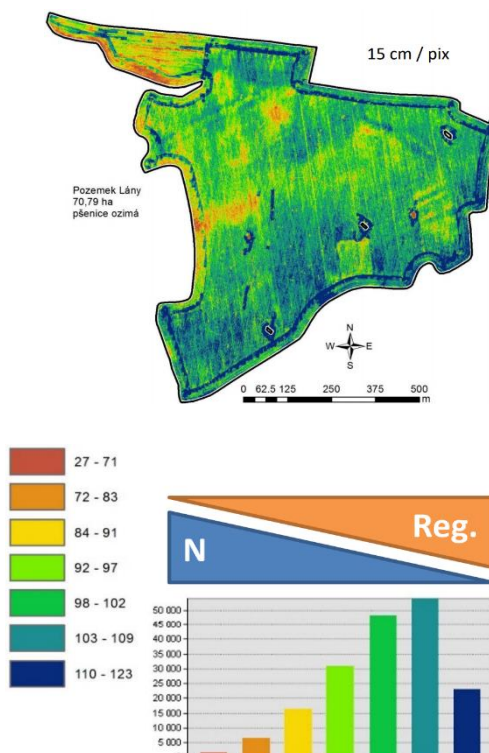 15 cm / pix
Pozemek Lány
70,79 ha
pšenice ozimá
N
W E
S
0 62.5 125 250 375 500
m
27 - 71
72 - 83
84 - 91
92 - 97
98 - 102
103 - 109
110 - 123
Reg.
N
50 000
45 000
40 000
35 000
30 000
25 000
20 000
15 000
10 000
5 000